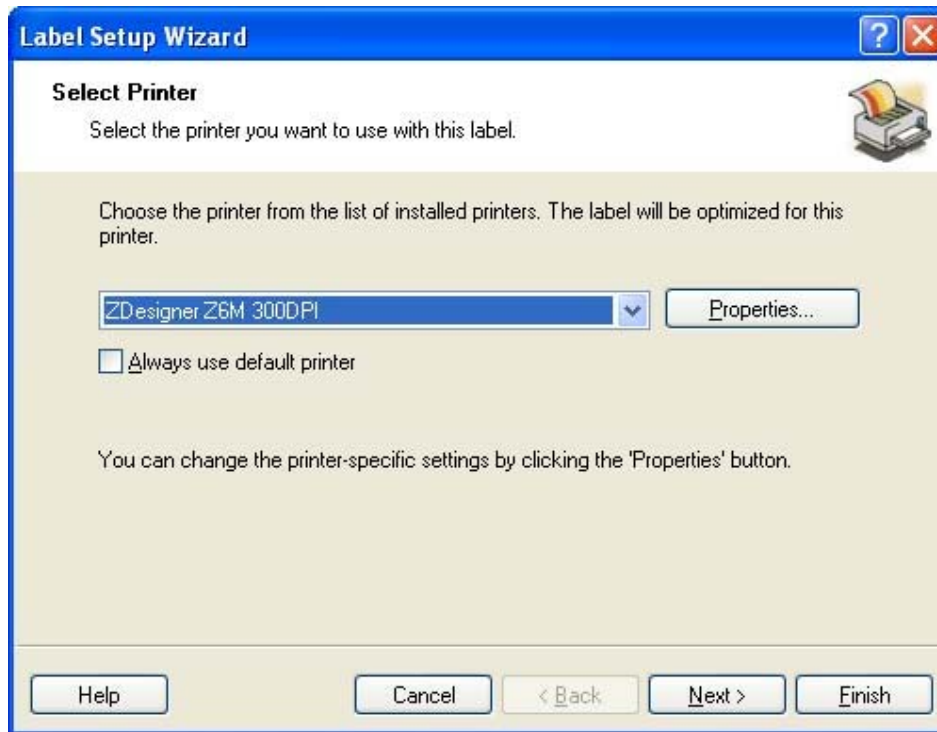 Label Setup Wizard
?
Select Printer
Select the printer you want to use with this label.
Choose the printer from the list of installed printers. The label will be optimized for this
printer.
ZDesigner Z6M 300DPI
Properties...
Always use default printer
You can change the printer-specific settings by clicking the 'Properties' button.
Help
Cancel
< Back
Next >
Finish